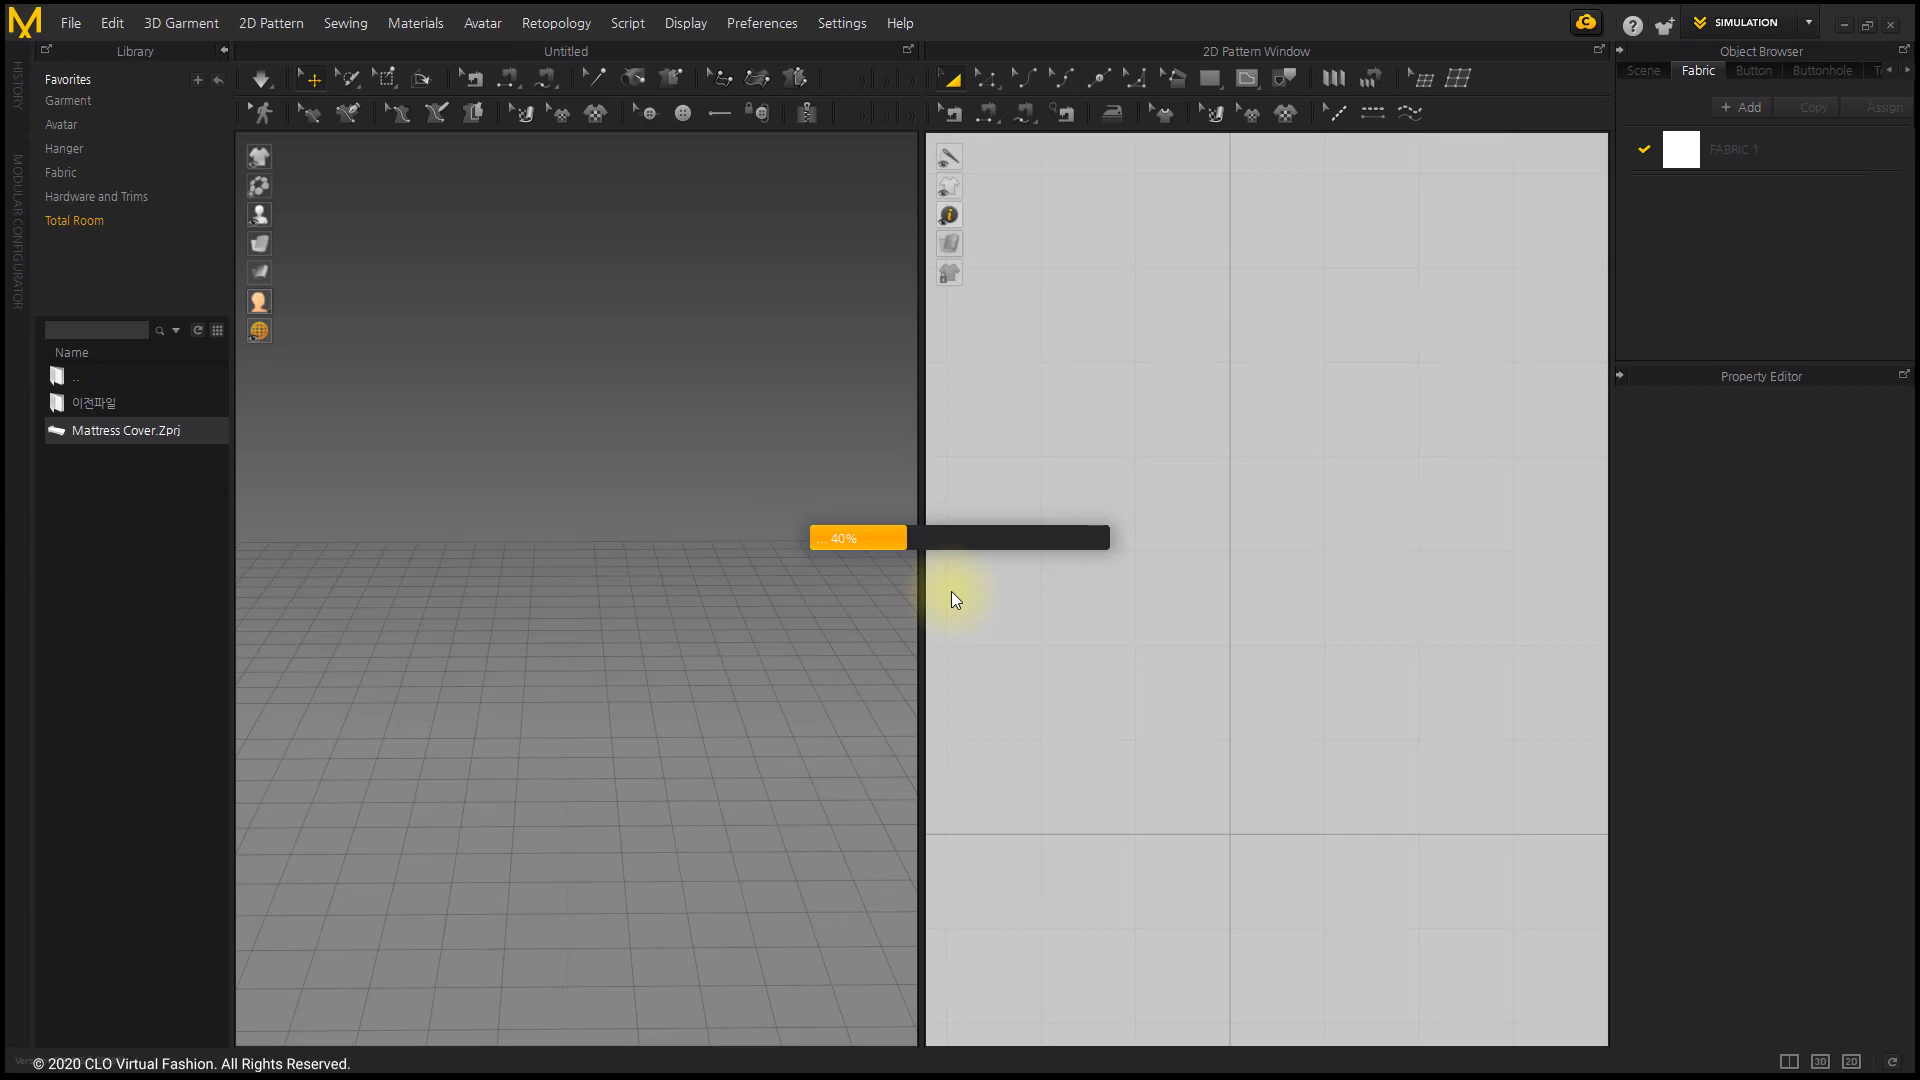 File Edit 3D Garment 2D Pattern Sewing Materials Avatar Retopology Script Display Preferences Settings Help
SIMULATION
Library
Untitled
2D Pattern Window
Object Browser
HISTORY
MODULAR CONFIGURATOR
Favorites
Garment
Avatar
Hanger
Fabric
Hardware and Trims
Total Room
Scene Fabric Button Buttonhole
+ Add Copy Assign
FABRIC 1
Property Editor
Name
..
이전파일
Mattress Cover.Zprj
... 40%
© 2020 CLO Virtual Fashion. All Rights Reserved.
3D 2D